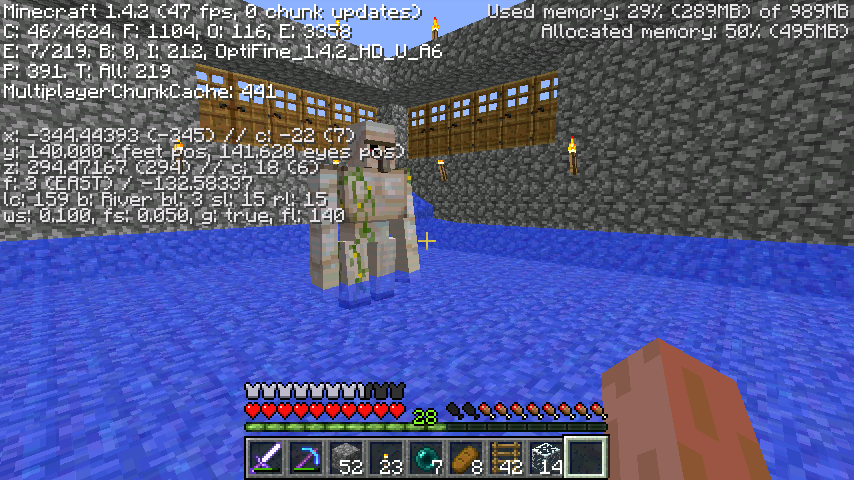 Minecraft 1.4.2 (47 fps, 0 chunk updates)
C: 46/4624, F: 1104, O: 116, E: 3358
E: 7/219, B: 0, I: 212, OptiFine_1.4.2_HD_U_A6
P: 391. T: All: 219
MultiplayerChunkCache: 441
Used memory: 29% (289MB) of 989MB
Allocated memory: 50% (495MB)
x: -344.44393 (-345) // c: -22 (7)
y: 140.000 (feet pos, 141.620 eyes pos)
z: 294.47167 (294) // c: 18 (6)
f: 3 (EAST) / -132.58337
lc: 159 b: River bl: 3 sl: 15 rl: 15
ws: 0.100, fs: 0.050, g: true, fl: 140
28
52 23 7 8 42 14